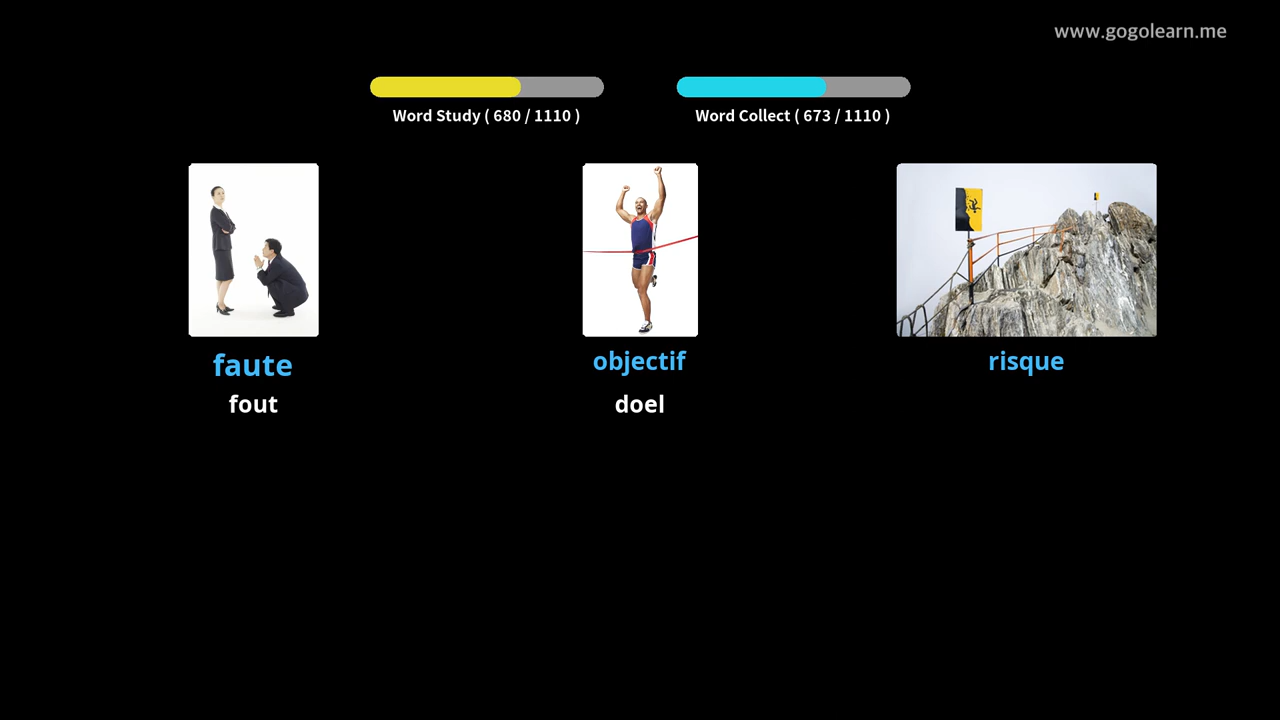 www.gogolearn.me
Word Study ( 680 / 1110 )
Word Collect ( 673 / 1110 )
faute
objectif
risque
fout
doel